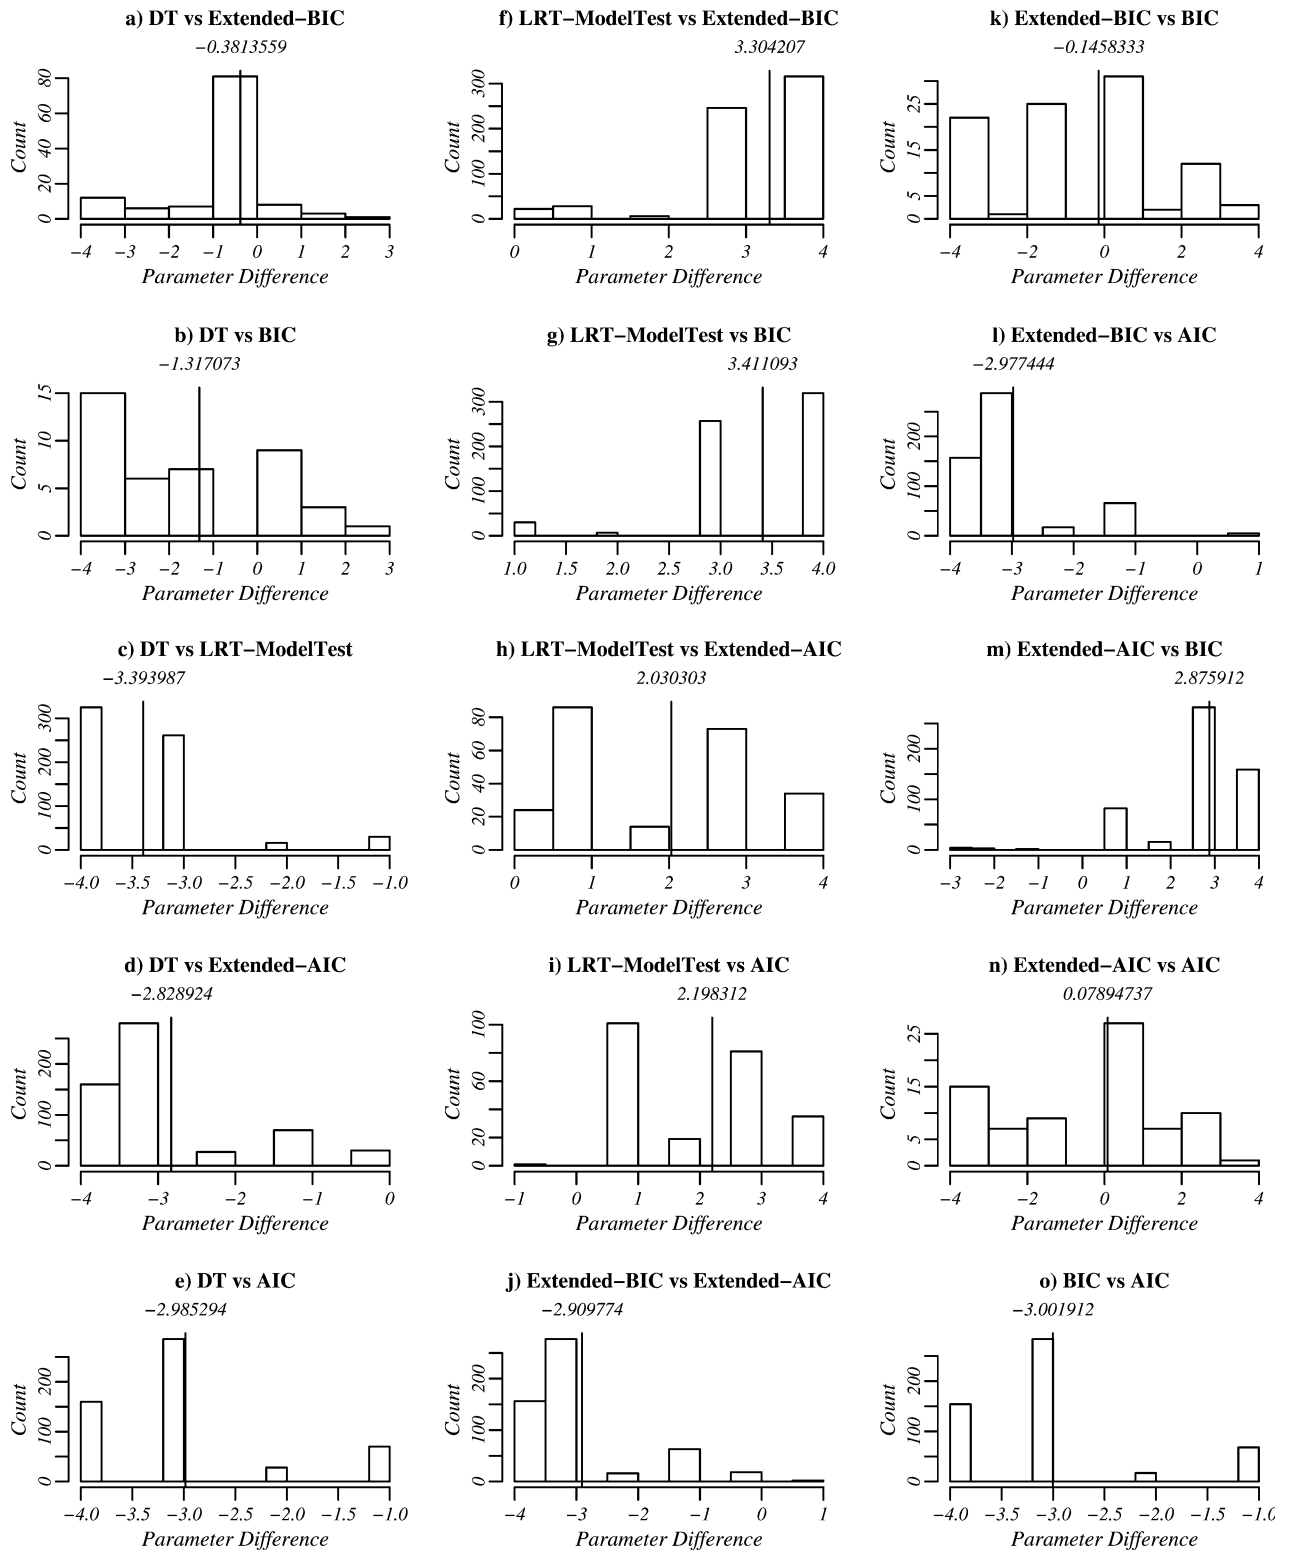 a) DT vs Extended−BIC
−0.3813559
Count
0 20 40 60 80
−4 −3 −2 −1 0 1 2 3
Parameter Difference
b) DT vs BIC
−1.317073
Count
5 10 15
0
−4 −3 −2 −1 0 1 2 3
Parameter Difference
c) DT vs LRT−ModelTest
−3.393987
Count
0 100 200 300
−4.0 −3.5 −3.0 −2.5 −2.0 −1.5 −1.0
Parameter Difference
d) DT vs Extended−AIC
−2.828924
Count
0 100 200
−4 −3 −2 −1 0
Parameter Difference
e) DT vs AIC
−2.985294
Count
0 100 200
−4.0 −3.5 −3.0 −2.5 −2.0 −1.5 −1.0
Parameter Difference
f) LRT−ModelTest vs Extended−BIC
3.304207
Count
0 100 200 300
0 1 2 3 4
Parameter Difference
g) LRT−ModelTest vs BIC
3.411093
Count
0 100 200 300
1.0 1.5 2.0 2.5 3.0 3.5 4.0
Parameter Difference
h) LRT−ModelTest vs Extended−AIC
2.030303
Count
0 20 40 60 80
0 1 2 3 4
Parameter Difference
i) LRT−ModelTest vs AIC
2.198312
Count
0 20 60 100
−1 0 1 2 3 4
Parameter Difference
j) Extended−BIC vs Extended−AIC
−2.909774
Count
0 100 200
−4 −3 −2 −1 0 1
Parameter Difference
k) Extended−BIC vs BIC
−0.1458333
Count
5 15 25
−4 −2 0 2 4
Parameter Difference
l) Extended−BIC vs AIC
−2.977444
Count
0 100 200
−4 −3 −2 −1 0 1
Parameter Difference
m) Extended−AIC vs BIC
2.875912
Count
0 100 200
−3 −2 −1 0 1 2 3 4
Parameter Difference
n) Extended−AIC vs AIC
0.07894737
Count
0 5 15 25
−4 −2 0 2 4
Parameter Difference
o) BIC vs AIC
−3.001912
Count
0 100 200
−4.0 −3.5 −3.0 −2.5 −2.0 −1.5 −1.0
Parameter Difference